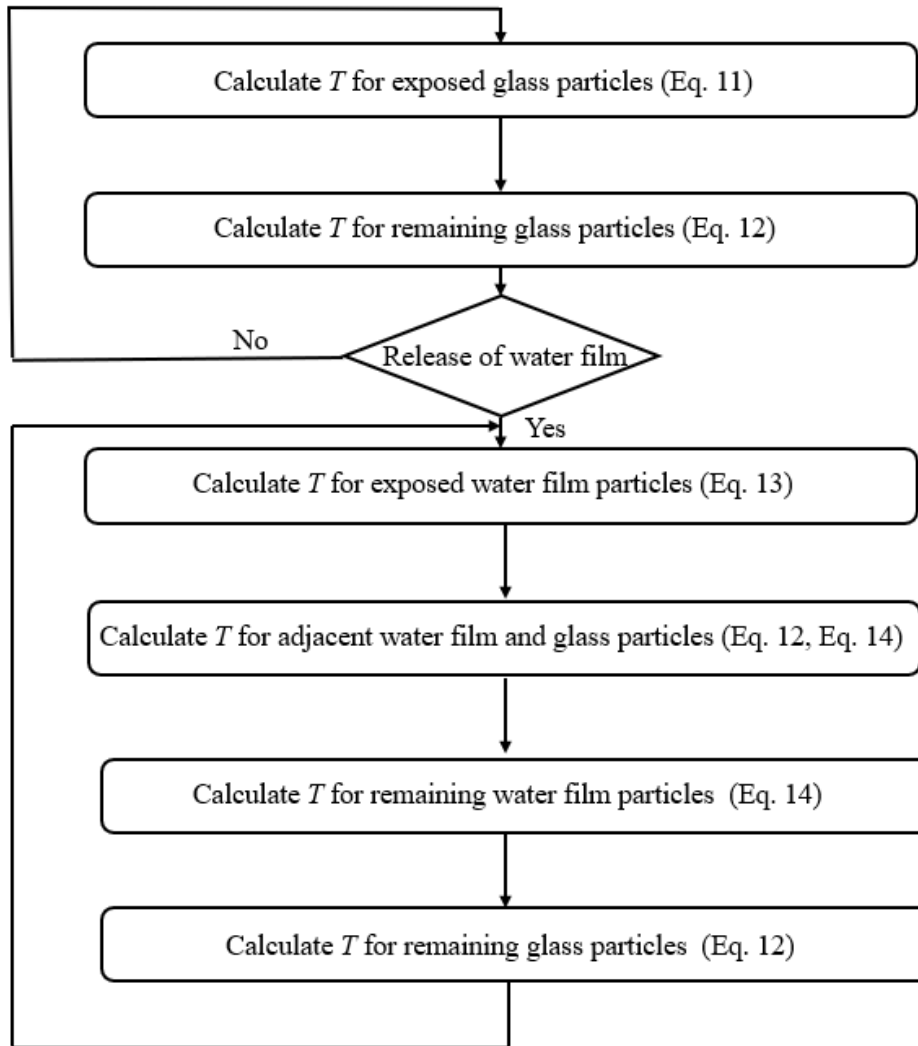 Calculate T for exposed glass particles (Eq. 11)
Calculate T for remaining glass particles (Eq. 12)
No
Release of water film
Yes
Calculate T for exposed water film particles (Eq. 13)
Calculate T for adjacent water film and glass particles (Eq. 12, Eq. 14)
Calculate T for remaining water film particles (Eq. 14)
Calculate T for remaining glass particles (Eq. 12)